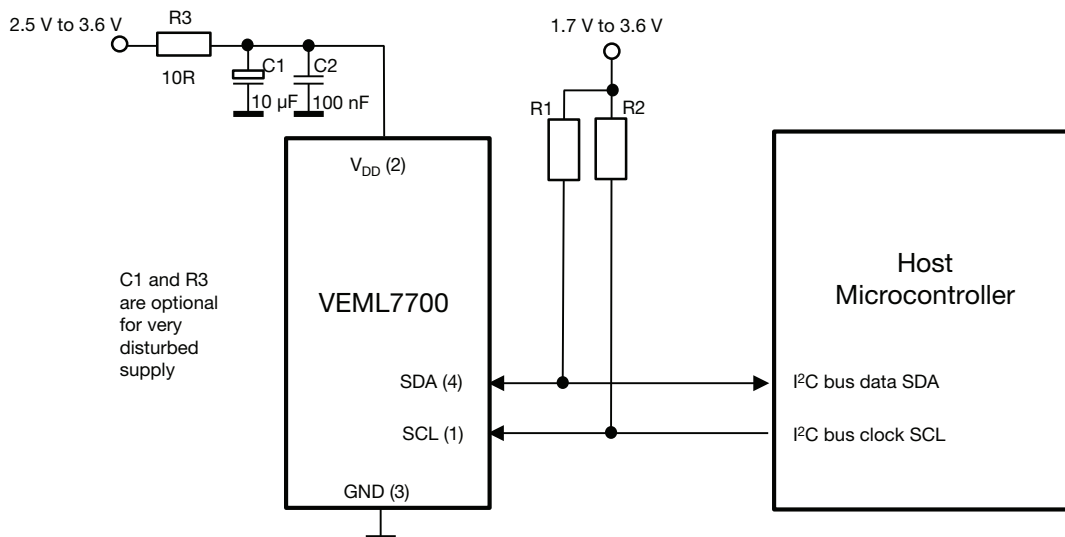 2.5 V to 3.6 V
R3
10R
C1
10 µF
C2
100 nF
1.7 V to 3.6 V
R1
R2
V_DD (2)
C1 and R3
are optional
for very
disturbed
supply
VEML7700
SDA (4)
SCL (1)
GND (3)
Host
Microcontroller
I²C bus data SDA
I²C bus clock SCL